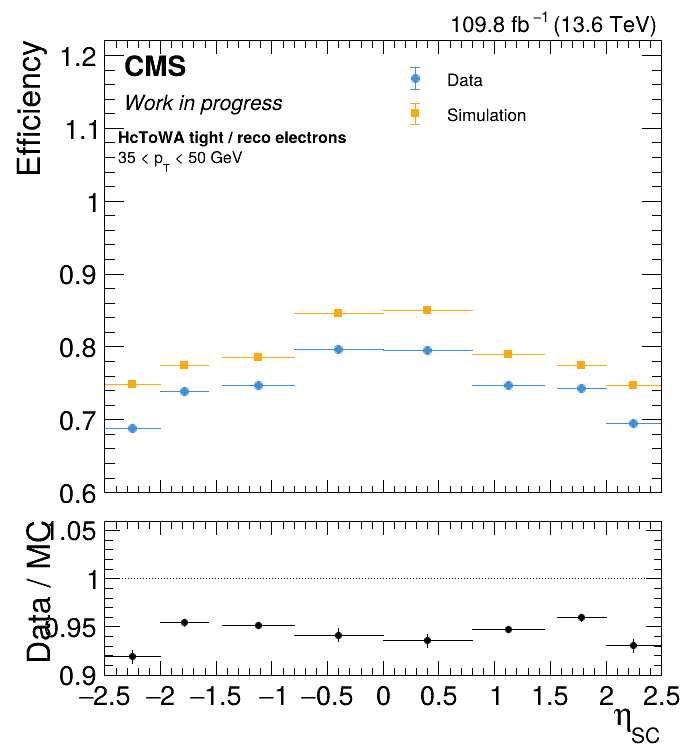 109.8 fb⁻¹ (13.6 TeV)
Efficiency
CMS
Work in progress
HcToWA tight / reco electrons
35 < p_T < 50 GeV
Data
Simulation
1.2
1.1
1
0.9
0.8
0.7
0.6
Data / MC
1.05
1
0.95
0.9
−2.5 −2 −1.5 −1 −0.5 0 0.5 1 1.5 2 2.5
η_SC